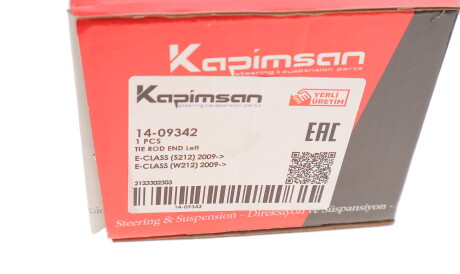 Kapimsan
steering & suspension parts
Kapimsan
steering & suspension parts
YERLİ
ÜRETİM
14-09342
1 PCS
TIE ROD END Left
E-CLASS (S212) 2009->
E-CLASS (W212) 2009->
EAC
2123302303
14-09342
Steering & Suspension - Direksiyon ve Süspansiyon -